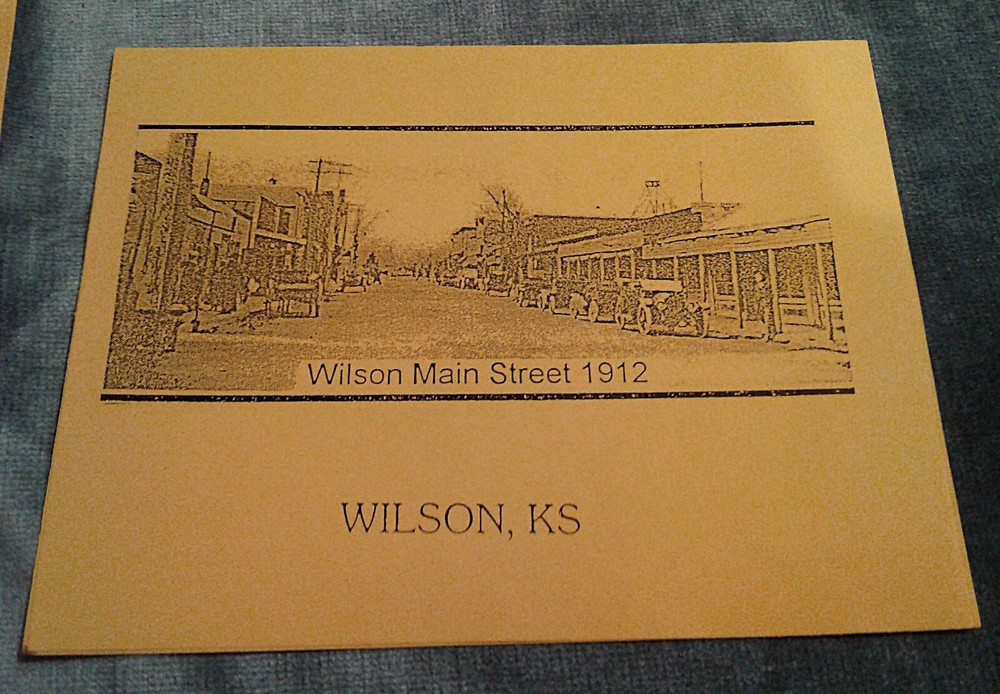 Wilson Main Street 1912
WILSON, KS